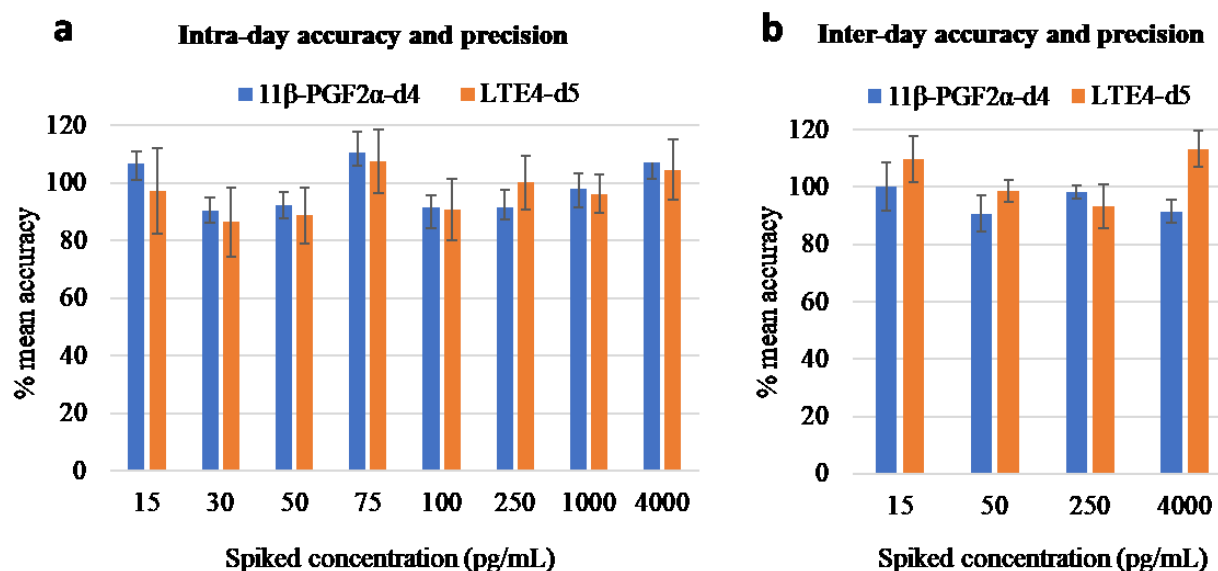 a Intra-day accuracy and precision
11β-PGF2α-d4 LTE4-d5
% mean accuracy
120
100
80
60
40
20
0
15 30 50 75 100 250 1000 4000
Spiked concentration (pg/mL)
b Inter-day accuracy and precision
11β-PGF2α-d4 LTE4-d5
% mean accuracy
120
100
80
60
40
20
0
15 50 250 4000
Spiked concentration (pg/mL)